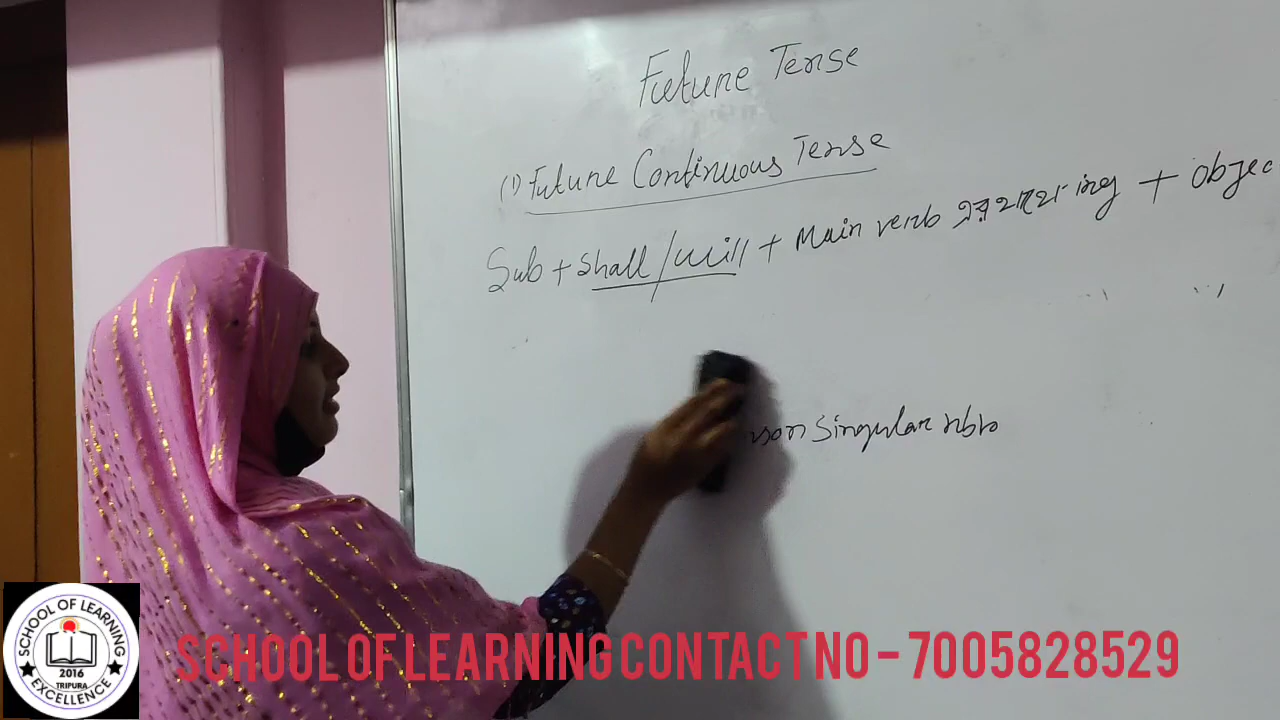 Future Tense
(1) Future Continuous Tense
Sub + Shall/will + Main verb এর সাথে ing + Objec
Singular
SCHOOL OF LEARNING
2016
TRIPURA
EXCELLENCE
SCHOOL OF LEARNING CONTACT NO - 7005828529